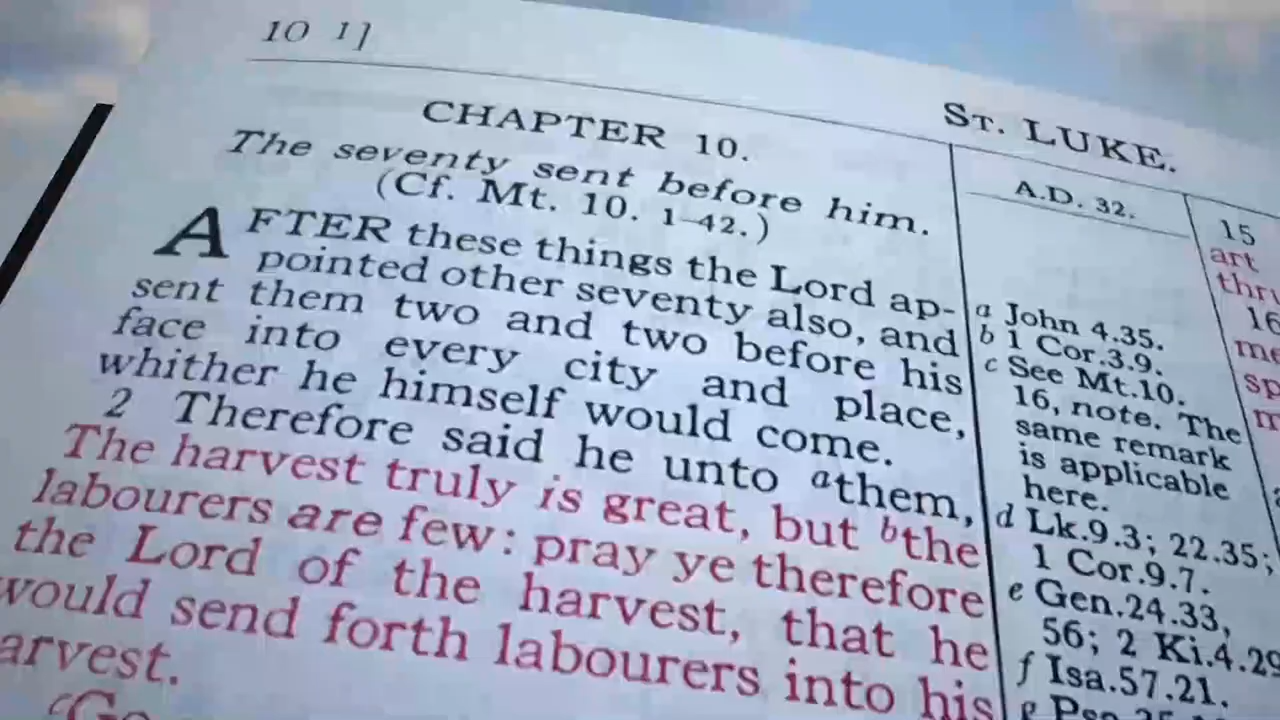 10 1]
ST. LUKE.
CHAPTER 10.
The seventy sent before him.
(Cf. Mt. 10. 1-42.)
AFTER these things the Lord ap-
pointed other seventy also, and
sent them two and two before his
face into every city and place,
whither he himself would come.
2 Therefore said he unto a them,
The harvest truly is great, but b the
labourers are few: pray ye therefore
the Lord of the harvest, that he
would send forth labourers into his
arvest.
c Go
A.D. 32.
a John 4.35.
b 1 Cor.3.9.
c See Mt.10.
16, note. The
same remark
is applicable
here.
d Lk.9.3; 22.35;
1 Cor.9.7.
e Gen.24.33,
56; 2 Ki.4.29
f Isa.57.21.
15
art
thru
16
me
sp
m